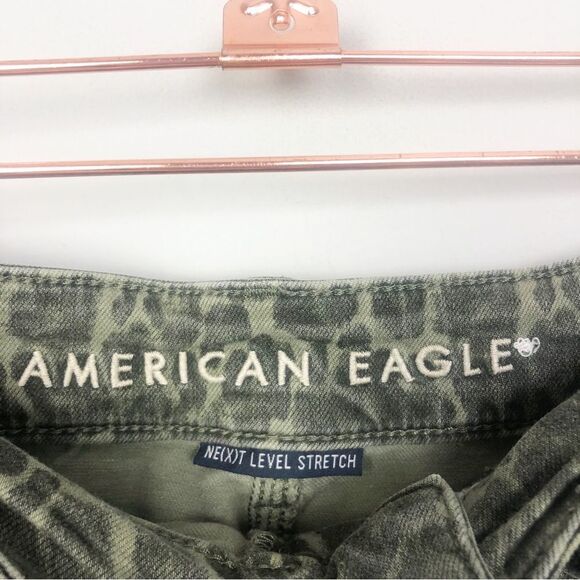 AMERICAN EAGLE
NE(X)T LEVEL STRETCH